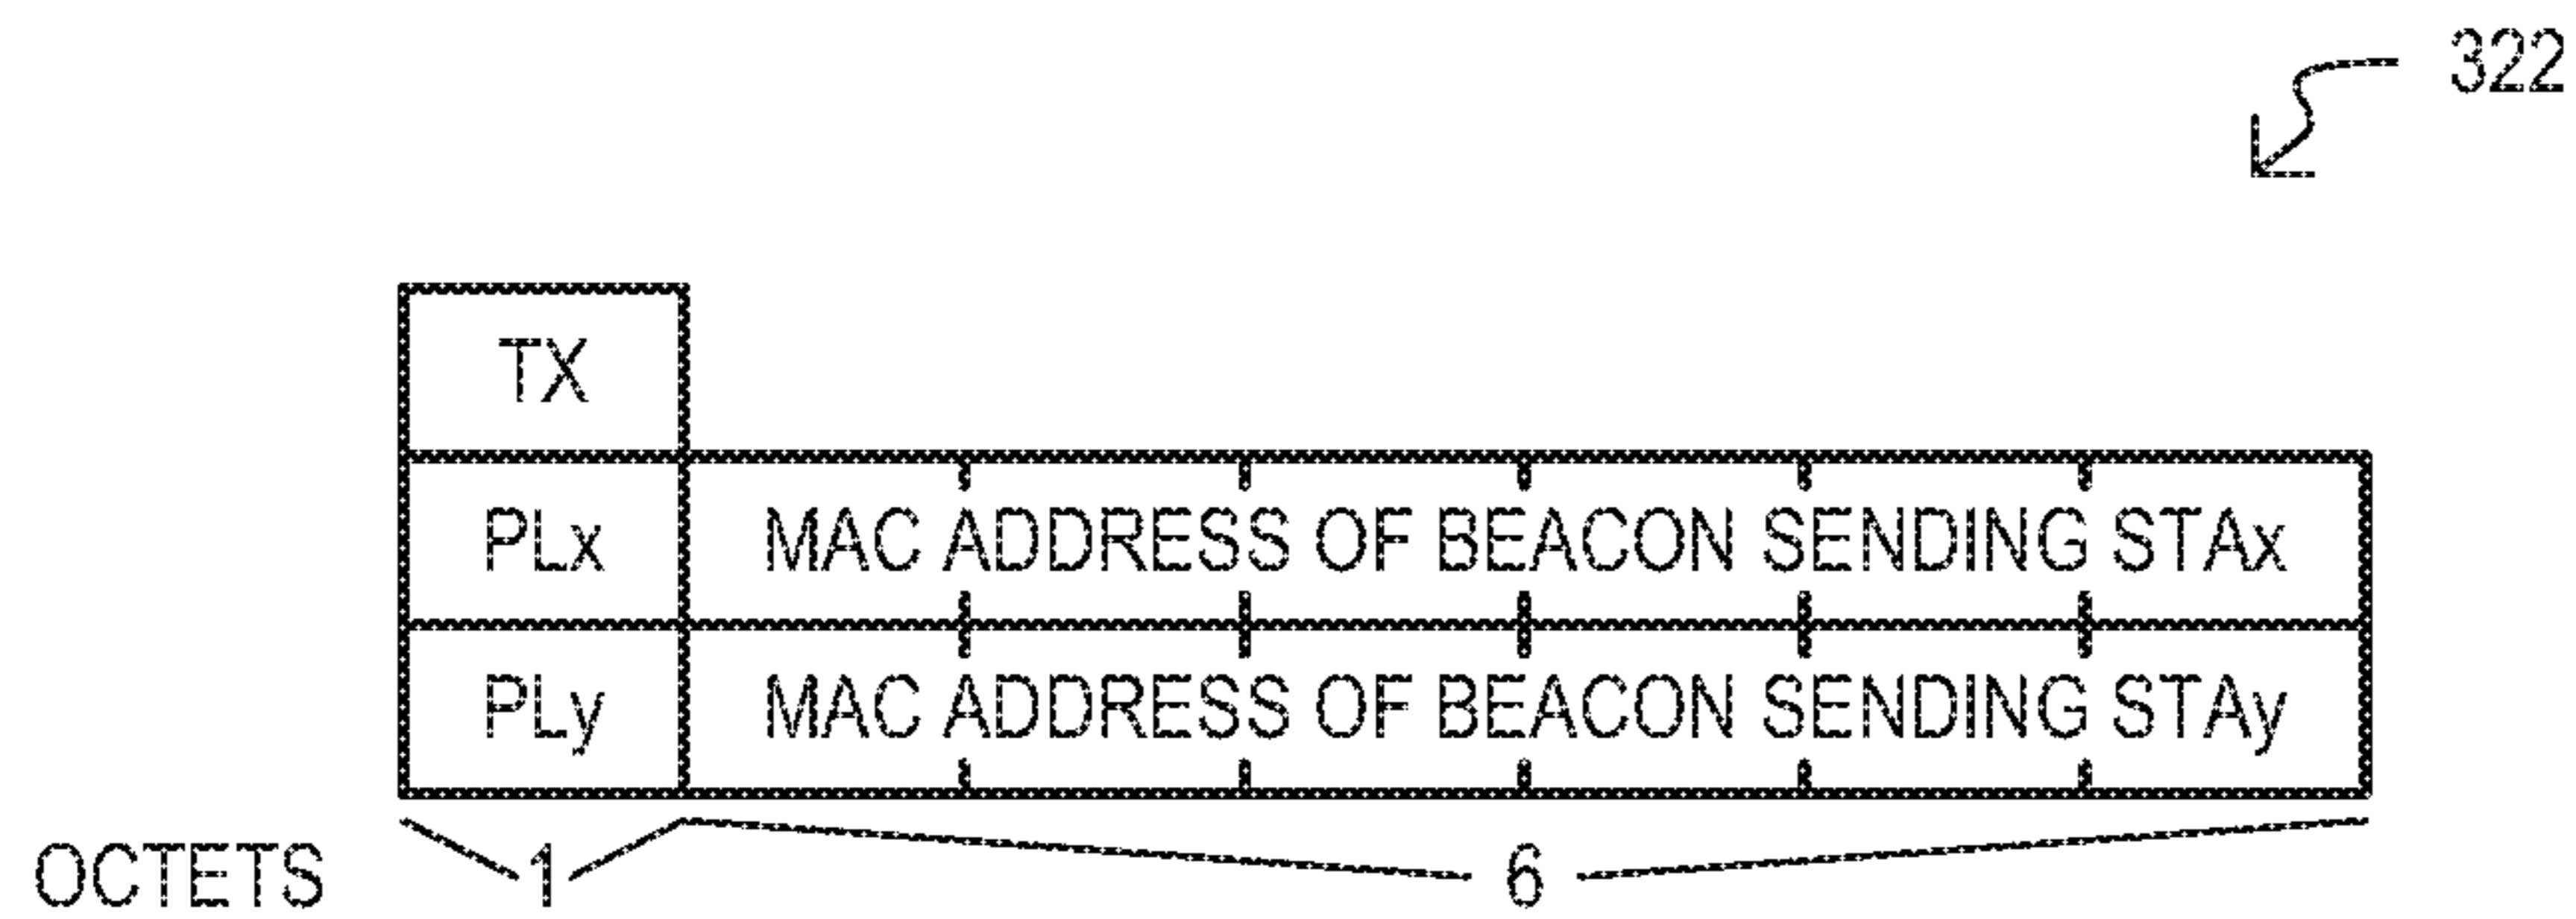 322
TX
PLx MAC ADDRESS OF BEACON SENDING STAx
PLy MAC ADDRESS OF BEACON SENDING STAy
OCTETS 1 6